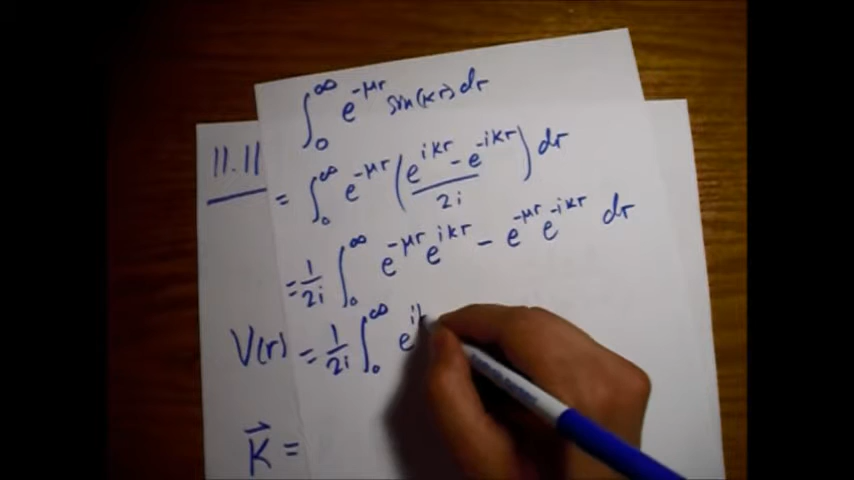 ∫₀^∞ e^{-μr} sin(kr) dr
11.11
= ∫₀^∞ e^{-μr} ( (e^{ikr} - e^{-ikr}) / 2i ) dr
= 1/2i ∫₀^∞ e^{-μr} e^{ikr} - e^{-μr} e^{-ikr} dr
V(r)
= 1/2i ∫₀^∞ e^{i
K⃗ =